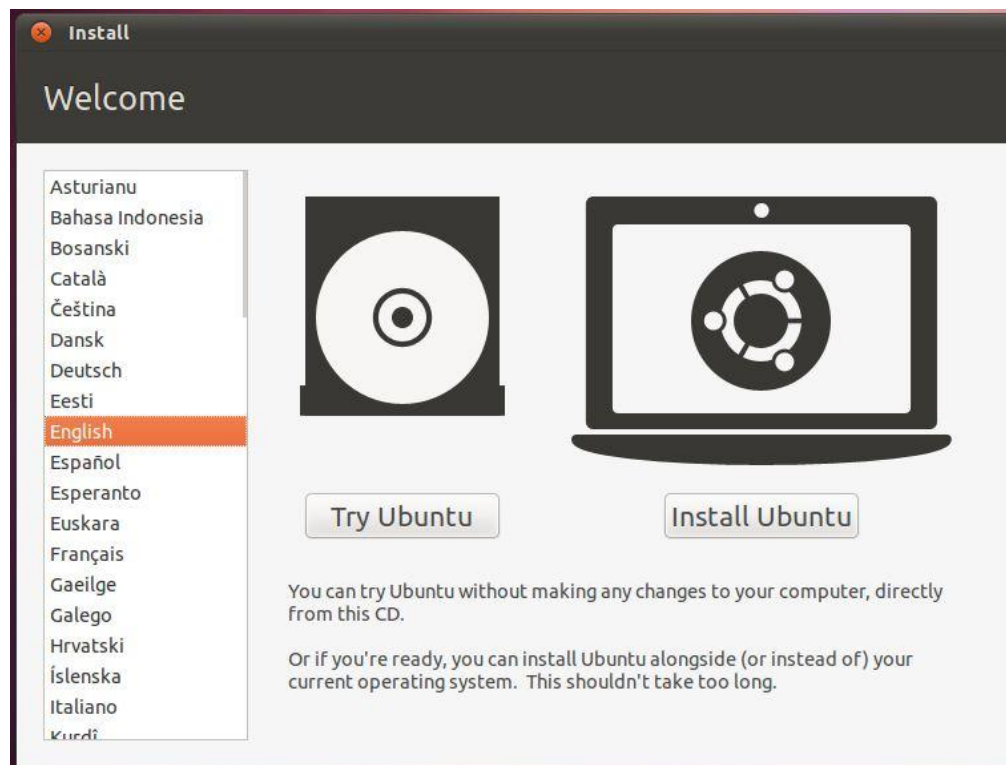 Install
Welcome
Asturianu
Bahasa Indonesia
Bosanski
Català
Čeština
Dansk
Deutsch
Eesti
English
Español
Esperanto
Euskara
Français
Gaeilge
Galego
Hrvatski
Íslenska
Italiano
Kurdî
Try Ubuntu
Install Ubuntu
You can try Ubuntu without making any changes to your computer, directly
from this CD.
Or if you're ready, you can install Ubuntu alongside (or instead of) your
current operating system.  This shouldn't take too long.